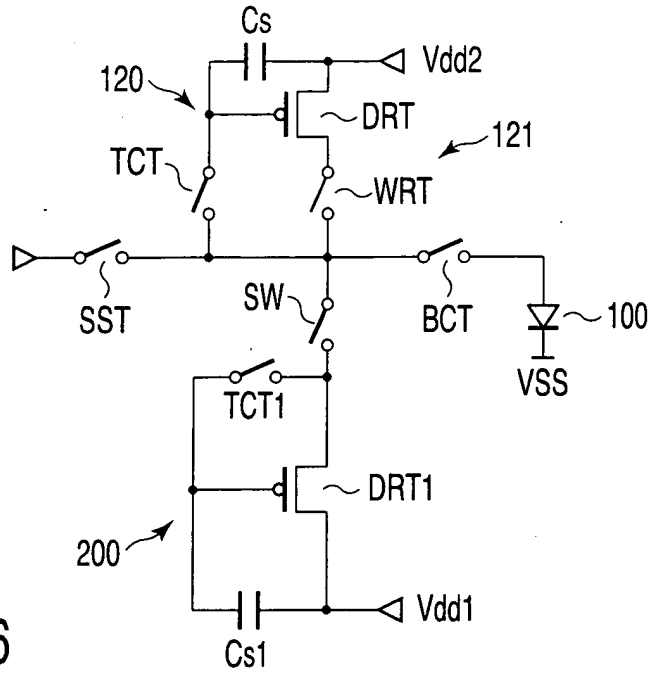 Cs
Vdd2
120
DRT
121
TCT
WRT
SST
SW
BCT
100
VSS
TCT1
DRT1
200
Vdd1
Cs1
6